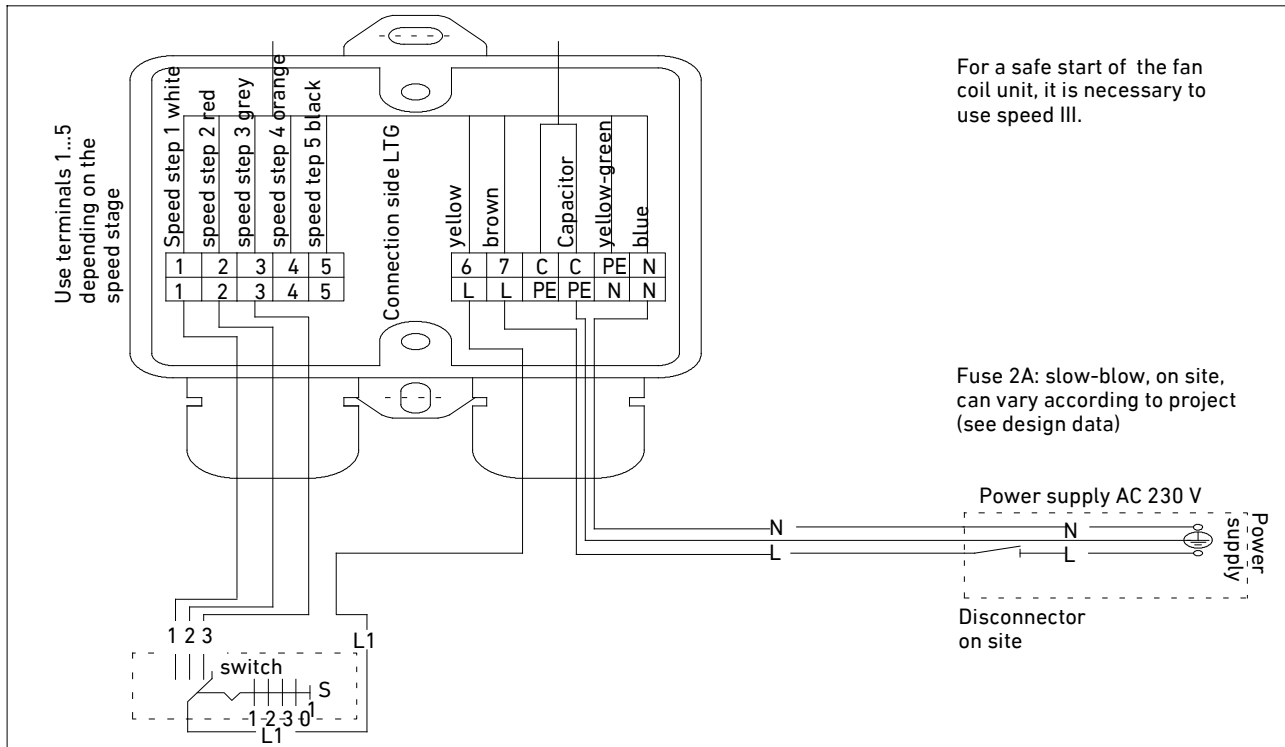 For a safe start of the fan
coil unit, it is necessary to
use speed III.
Use terminals 1...5
depending on the
speed stage
Speed step 1 white
speed step 2 red
speed step 3 grey
speed step 4 orange
speed tep 5 black
Connection side LTG
yellow
brown
Capacitor
yellow-green
blue
1 2 3 4 5
1 2 3 4 5
6 7 C C PE N
L L PE PE N N
Fuse 2A: slow-blow, on site,
can vary according to project
(see design data)
Power supply AC 230 V
N N
L L
Power
supply
Disconnector
on site
1 2 3
L1
switch
S
1
1 2 3 0
L1